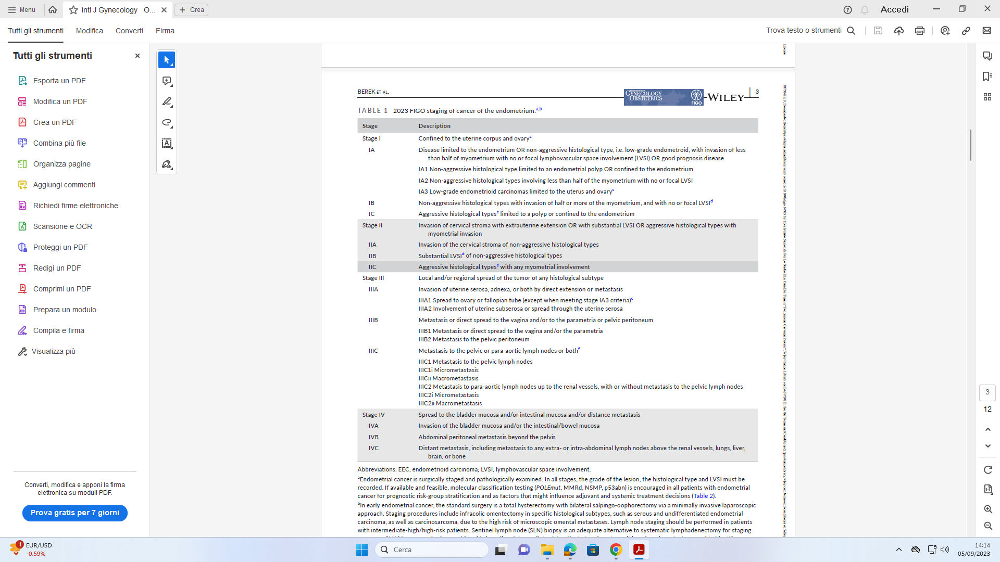 Menu
Intl J Gynecology O...
Crea
Accedi
Tutti gli strumenti
Modifica
Converti
Firma
Trova testo o strumenti
Tutti gli strumenti
Esporta un PDF
Modifica un PDF
Crea un PDF
Combina più file
Organizza pagine
Aggiungi commenti
Richiedi firme elettroniche
Scansione e OCR
Proteggi un PDF
Redigi un PDF
Comprimi un PDF
Prepara un modulo
Compila e firma
Visualizza più
Converti, modifica e apponi la firma
elettronica su moduli PDF.
Prova gratis per 7 giorni
License
BEREK ET AL.
GYNECOLOGY
OBSTETRICS
FIGO
WILEY
3
TABLE 1 2023 FIGO staging of cancer of the endometrium.a,b
Stage Description
Stage I Confined to the uterine corpus and ovaryc
IA Disease limited to the endometrium OR non-aggressive histological type, i.e. low-grade endometroid, with invasion of less
than half of myometrium with no or focal lymphovascular space involvement (LVSI) OR good prognosis disease
IA1 Non-aggressive histological type limited to an endometrial polyp OR confined to the endometrium
IA2 Non-aggressive histological types involving less than half of the myometrium with no or focal LVSI
IA3 Low-grade endometrioid carcinomas limited to the uterus and ovaryc
IB Non-aggressive histological types with invasion of half or more of the myometrium, and with no or focal LVSId
IC Aggressive histological typese limited to a polyp or confined to the endometrium
Stage II Invasion of cervical stroma with extrauterine extension OR with substantial LVSI OR aggressive histological types with
myometrial invasion
IIA Invasion of the cervical stroma of non-aggressive histological types
IIB Substantial LVSId of non-aggressive histological types
IIC Aggressive histological typese with any myometrial involvement
Stage III Local and/or regional spread of the tumor of any histological subtype
IIIA Invasion of uterine serosa, adnexa, or both by direct extension or metastasis
IIIA1 Spread to ovary or fallopian tube (except when meeting stage IA3 criteria)c
IIIA2 Involvement of uterine subserosa or spread through the uterine serosa
IIIB Metastasis or direct spread to the vagina and/or to the parametria or pelvic peritoneum
IIIB1 Metastasis or direct spread to the vagina and/or the parametria
IIIB2 Metastasis to the pelvic peritoneum
IIIC Metastasis to the pelvic or para-aortic lymph nodes or bothf
IIIC1 Metastasis to the pelvic lymph nodes
IIIC1i Micrometastasis
IIICii Macrometastasis
IIIC2 Metastasis to para-aortic lymph nodes up to the renal vessels, with or without metastasis to the pelvic lymph nodes
IIIC2i Micrometastasis
IIIC2ii Macrometastasis
Stage IV Spread to the bladder mucosa and/or intestinal mucosa and/or distance metastasis
IVA Invasion of the bladder mucosa and/or the intestinal/bowel mucosa
IVB Abdominal peritoneal metastasis beyond the pelvis
IVC Distant metastasis, including metastasis to any extra- or intra-abdominal lymph nodes above the renal vessels, lungs, liver,
brain, or bone
Abbreviations: EEC, endometrioid carcinoma; LVSI, lymphovascular space involvement.
aEndometrial cancer is surgically staged and pathologically examined. In all stages, the grade of the lesion, the histological type and LVSI must be
recorded. If available and feasible, molecular classification testing (POLEmut, MMRd, NSMP, p53abn) is encouraged in all patients with endometrial
cancer for prognostic risk-group stratification and as factors that might influence adjuvant and systemic treatment decisions (Table 2).
bIn early endometrial cancer, the standard surgery is a total hysterectomy with bilateral salpingo-oophorectomy via a minimally invasive laparoscopic
approach. Staging procedures include infracolic omentectomy in specific histological subtypes, such as serous and undifferentiated endometrial
carcinoma, as well as carcinosarcoma, due to the high risk of microscopic omental metastases. Lymph node staging should be performed in patients
with intermediate-high/high-risk patients. Sentinel lymph node (SLN) biopsy is an adequate alternative to systematic lymphadenectomy for staging
3
12
1
EUR/USD
-0.59%
Cerca
14:14
05/09/2023